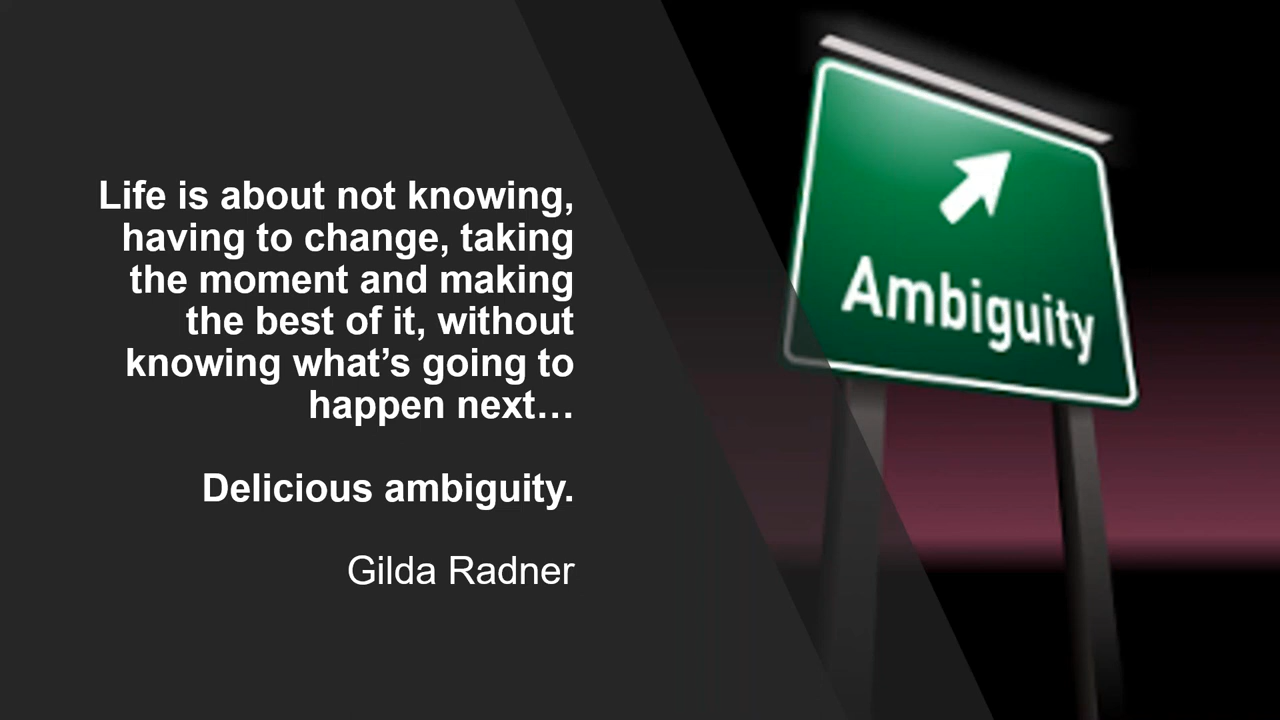 Life is about not knowing,
having to change, taking
the moment and making
the best of it, without
knowing what’s going to
happen next…
Delicious ambiguity.
Gilda Radner
Ambiguity